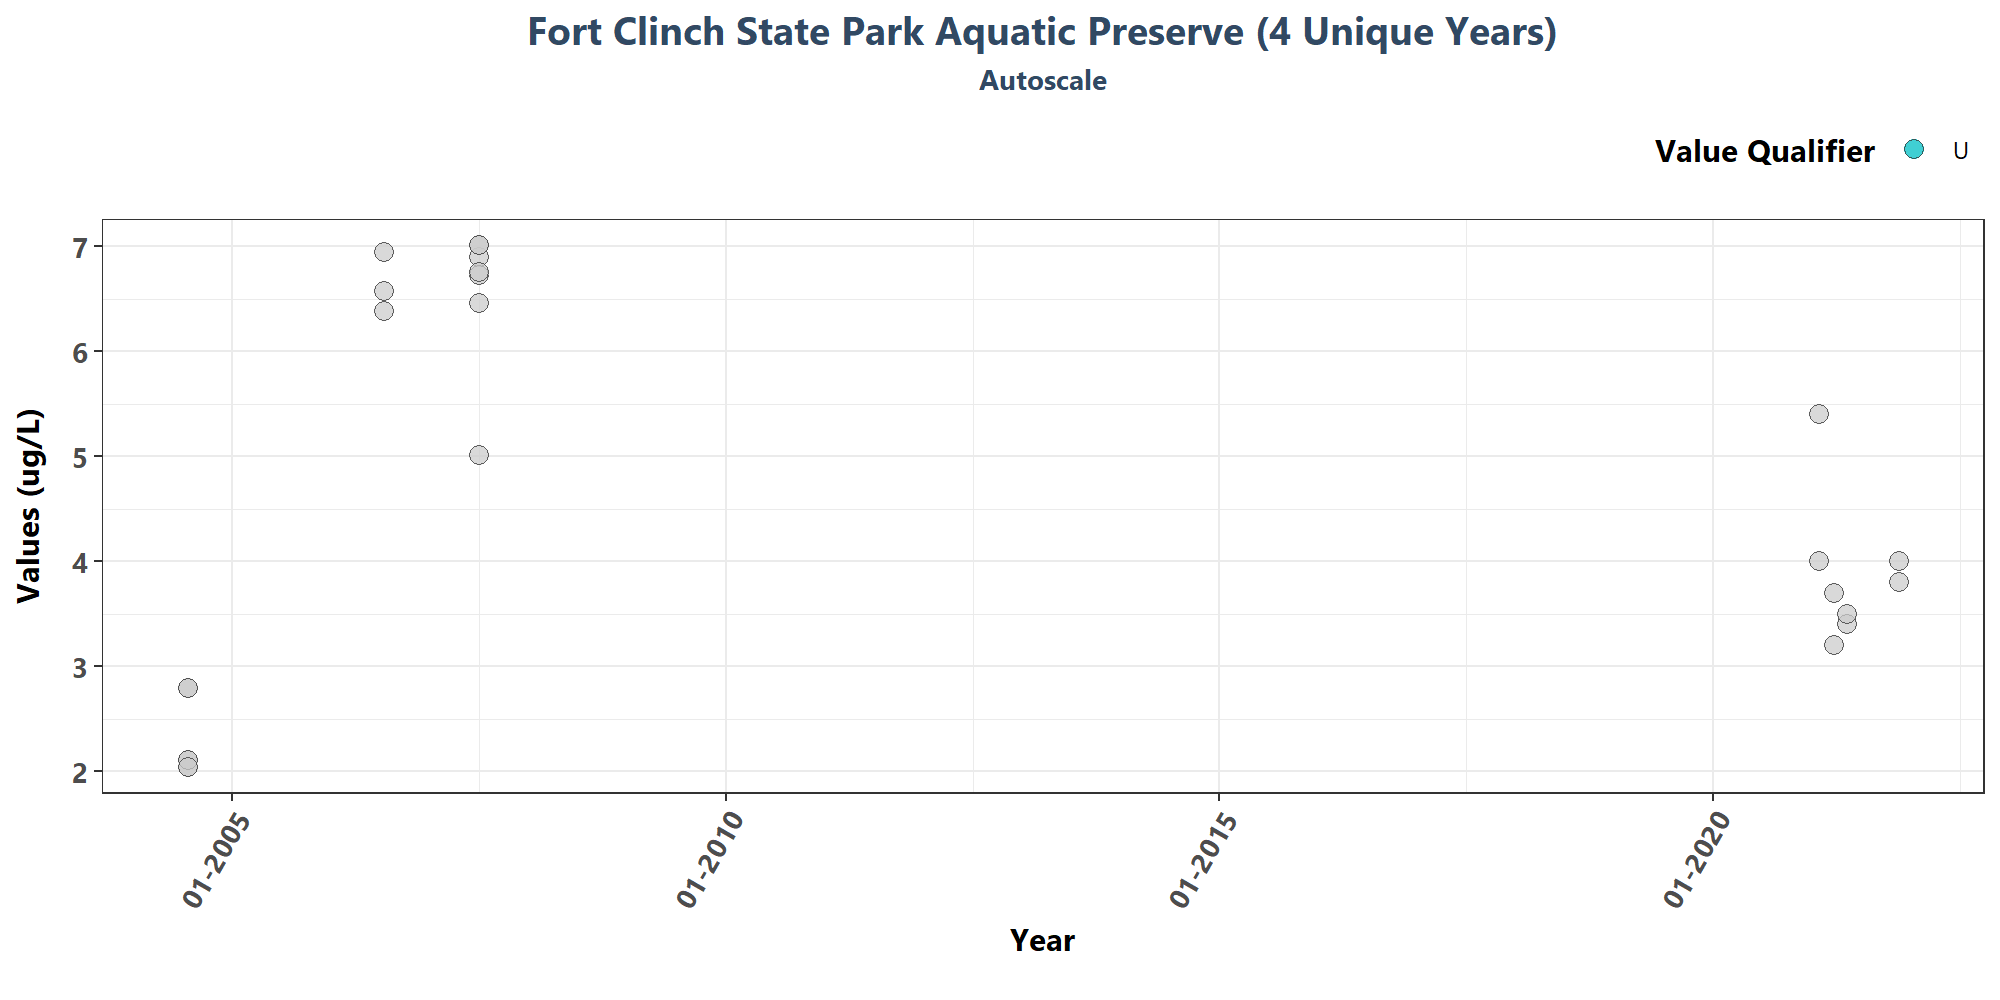 Fort Clinch State Park Aquatic Preserve (4 Unique Years)
Autoscale
Value Qualifier U
7
6
5
4
3
2
Values (ug/L)
01-2005 01-2010 01-2015 01-2020
Year